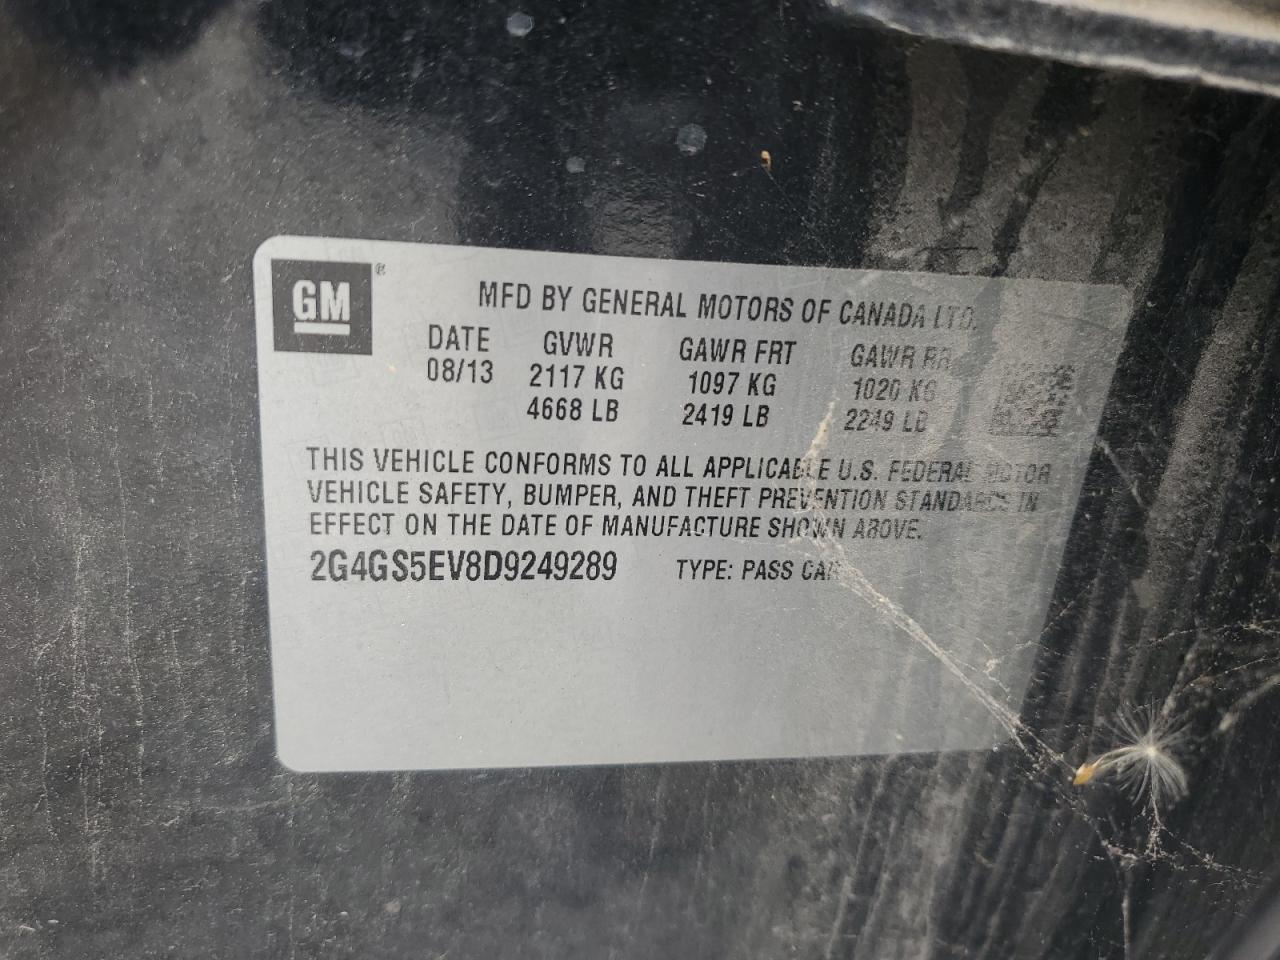 GM®
MFD BY GENERAL MOTORS OF CANADA LTD.
DATE GVWR GAWR FRT GAWR RR
08/13 2117 KG 1097 KG 1020 KG
4668 LB 2419 LB 2249 LB
THIS VEHICLE CONFORMS TO ALL APPLICABLE U.S. FEDERAL MOTOR
VEHICLE SAFETY, BUMPER, AND THEFT PREVENTION STANDARDS IN
EFFECT ON THE DATE OF MANUFACTURE SHOWN ABOVE.
2G4GS5EV8D9249289 TYPE: PASS CAR